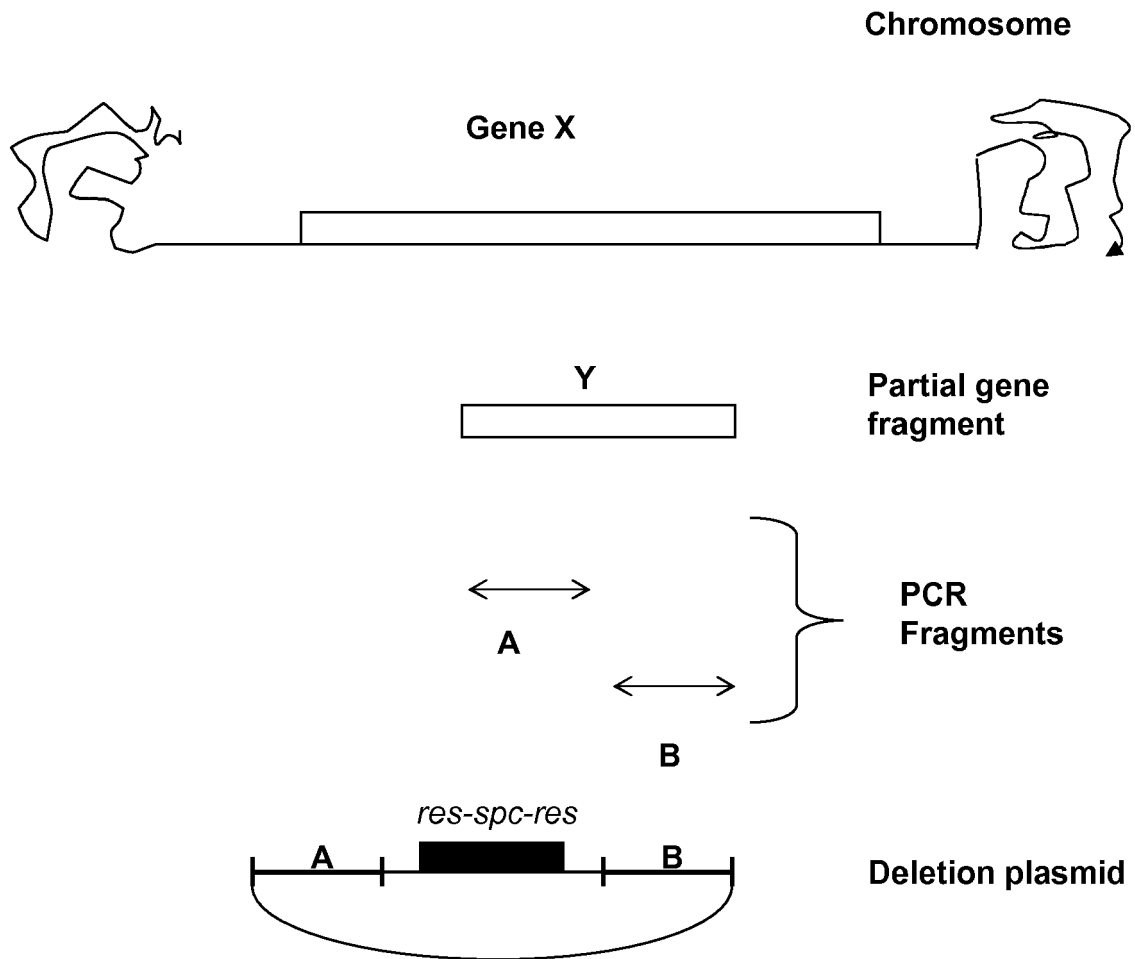 Chromosome
Gene X
Y
Partial gene
fragment
A
PCR
Fragments
B
res-spc-res
A
B
Deletion plasmid